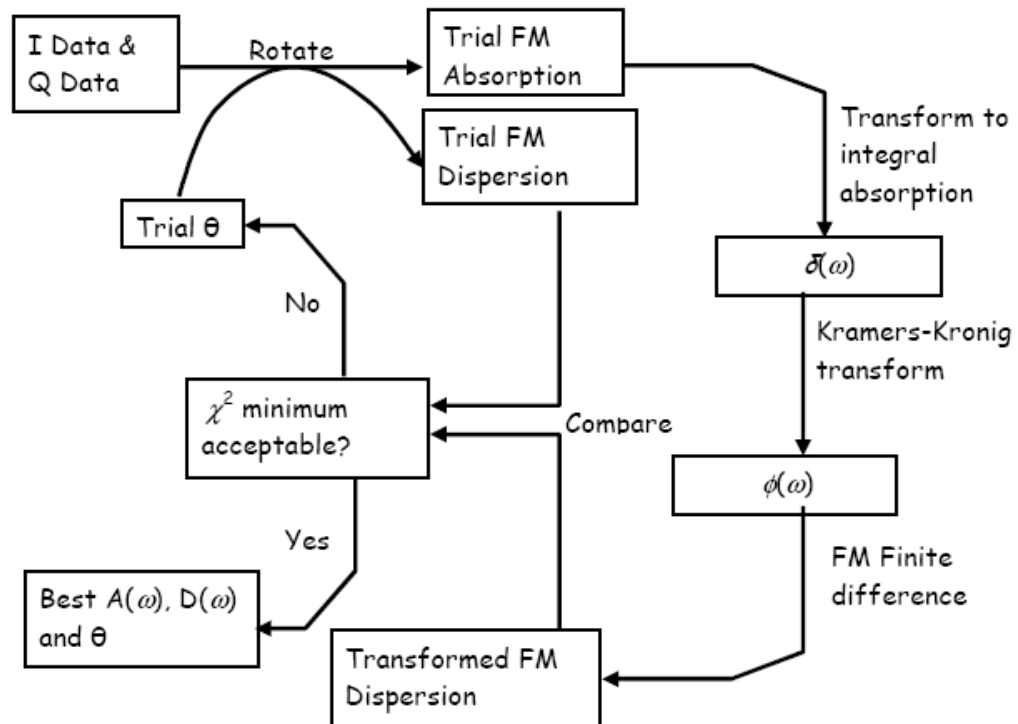 I Data &
Q Data
Rotate
Trial FM
Absorption
Trial FM
Dispersion
Transform to
integral
absorption
Trial θ
δ(ω)
No
Kramers-Kronig
transform
χ² minimum
acceptable?
Compare
ϕ(ω)
Yes
FM Finite
difference
Best A(ω), D(ω)
and θ
Transformed FM
Dispersion